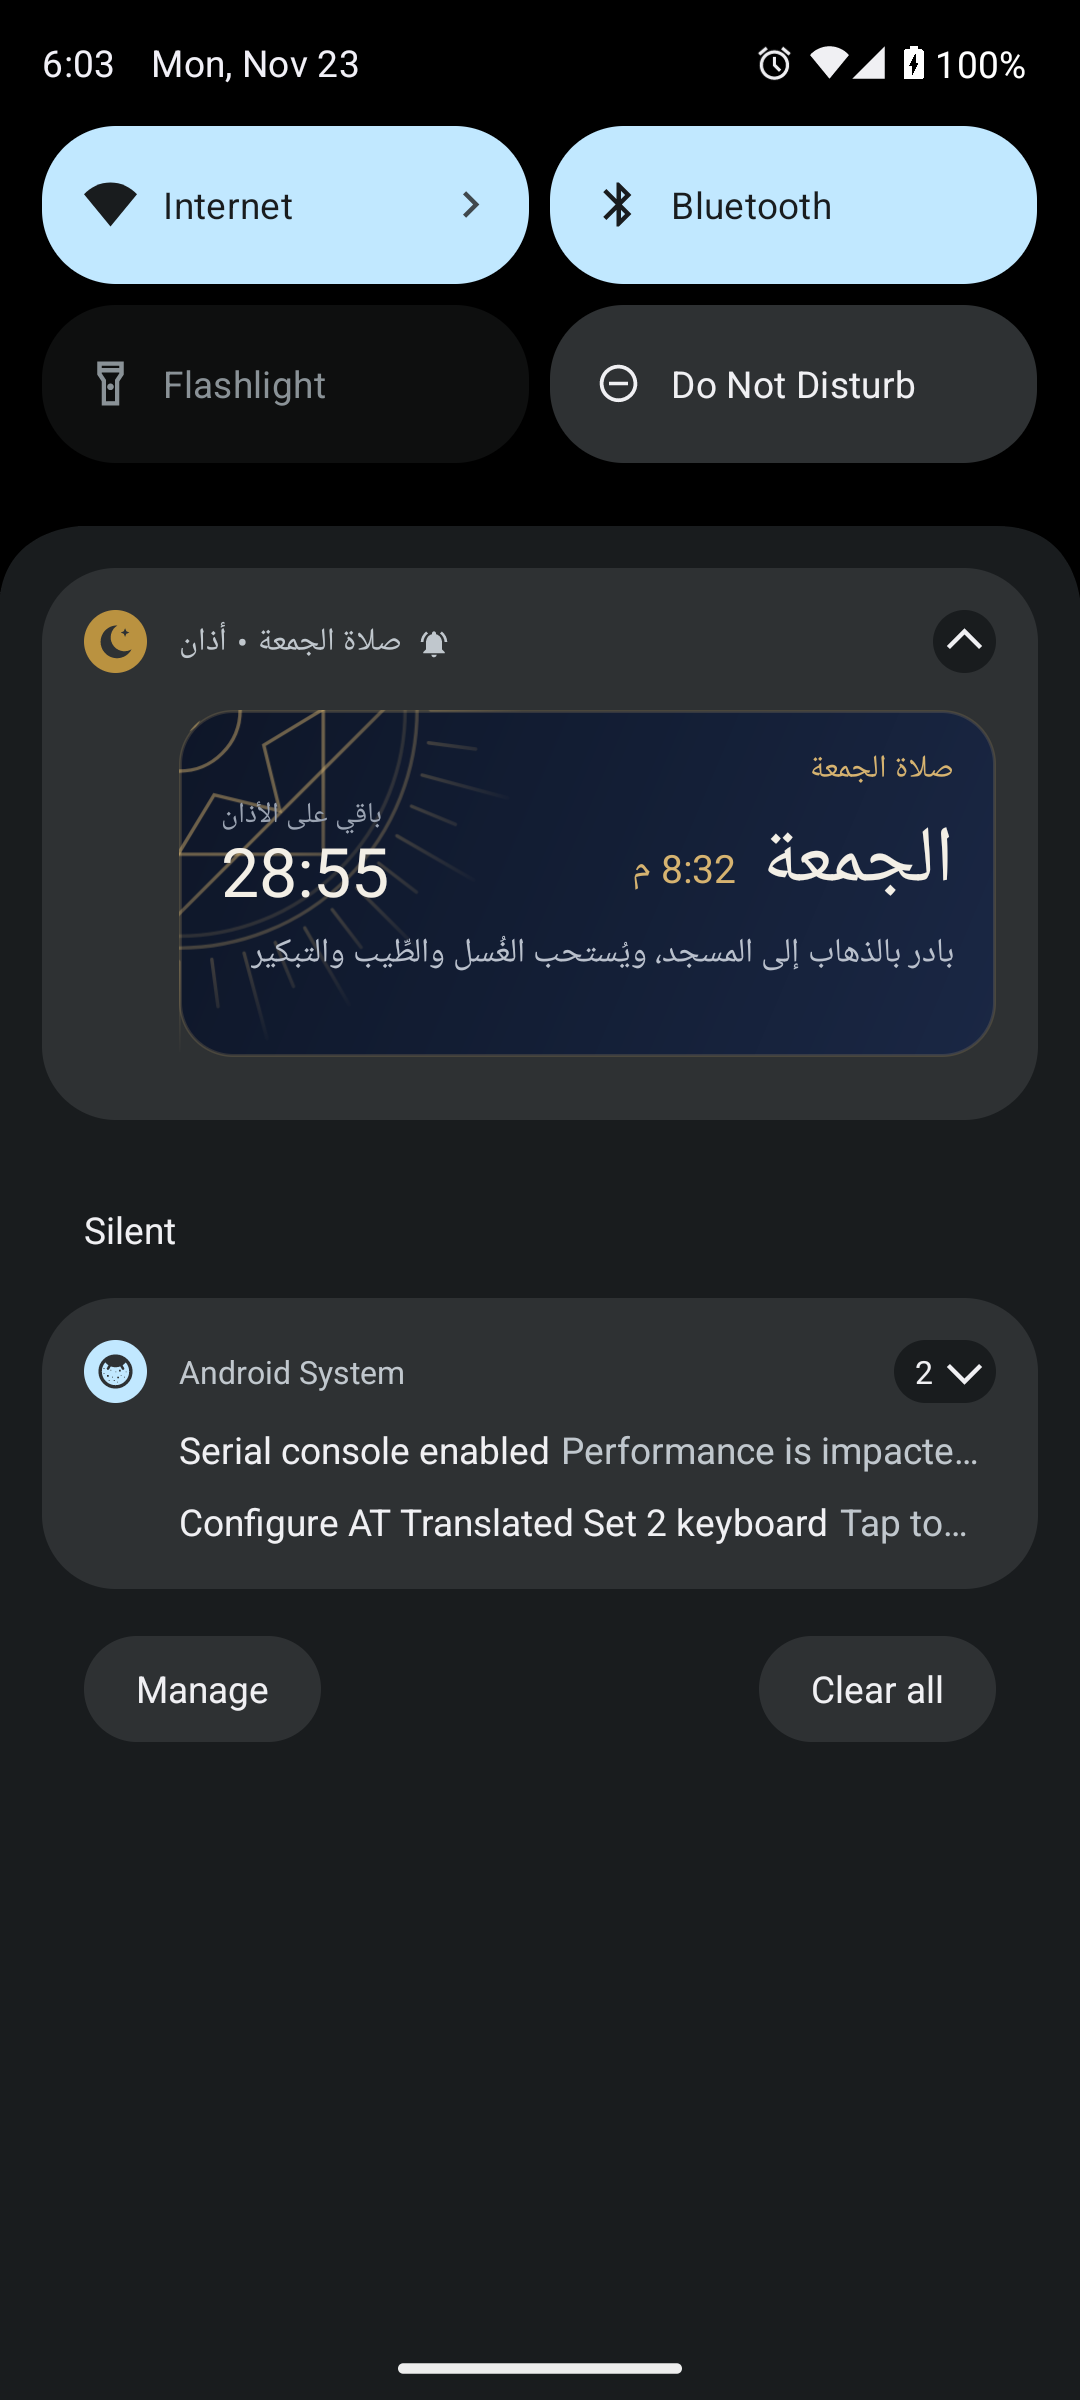 6:03 Mon, Nov 23 100%
Internet
Bluetooth
Flashlight
Do Not Disturb
أذان • صلاة الجمعة
صلاة الجمعة
باقي على الأذان
الجمعة 8:32 م
28:55
بادر بالذهاب إلى المسجد، ويُستحب الغُسل والطِّيب والتبكير
Silent
Android System 2
Serial console enabled Performance is impacte…
Configure AT Translated Set 2 keyboard Tap to…
Manage
Clear all